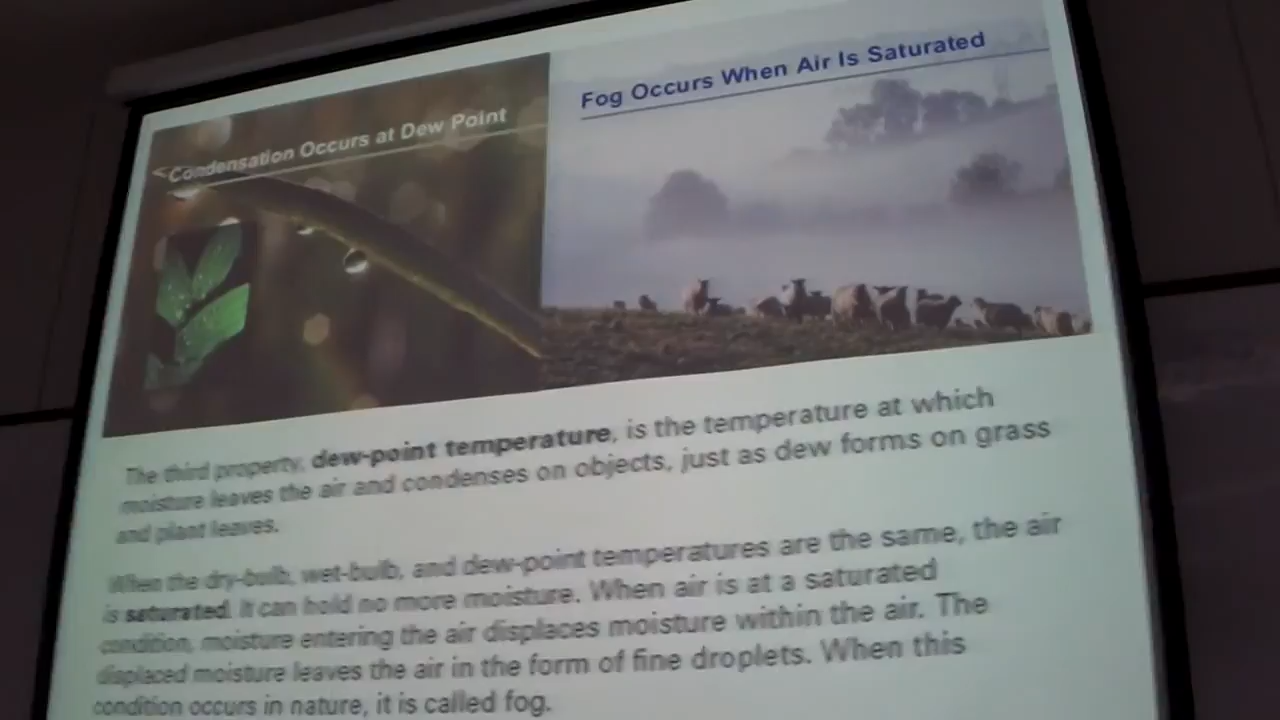 Condensation Occurs at Dew Point
Fog Occurs When Air Is Saturated
The third property, dew-point temperature, is the temperature at which
moisture leaves the air and condenses on objects, just as dew forms on grass
and plant leaves.
When the dry-bulb, wet-bulb, and dew-point temperatures are the same, the air
is saturated. It can hold no more moisture. When air is at a saturated
condition, moisture entering the air displaces moisture within the air. The
displaced moisture leaves the air in the form of fine droplets. When this
condition occurs in nature, it is called fog.